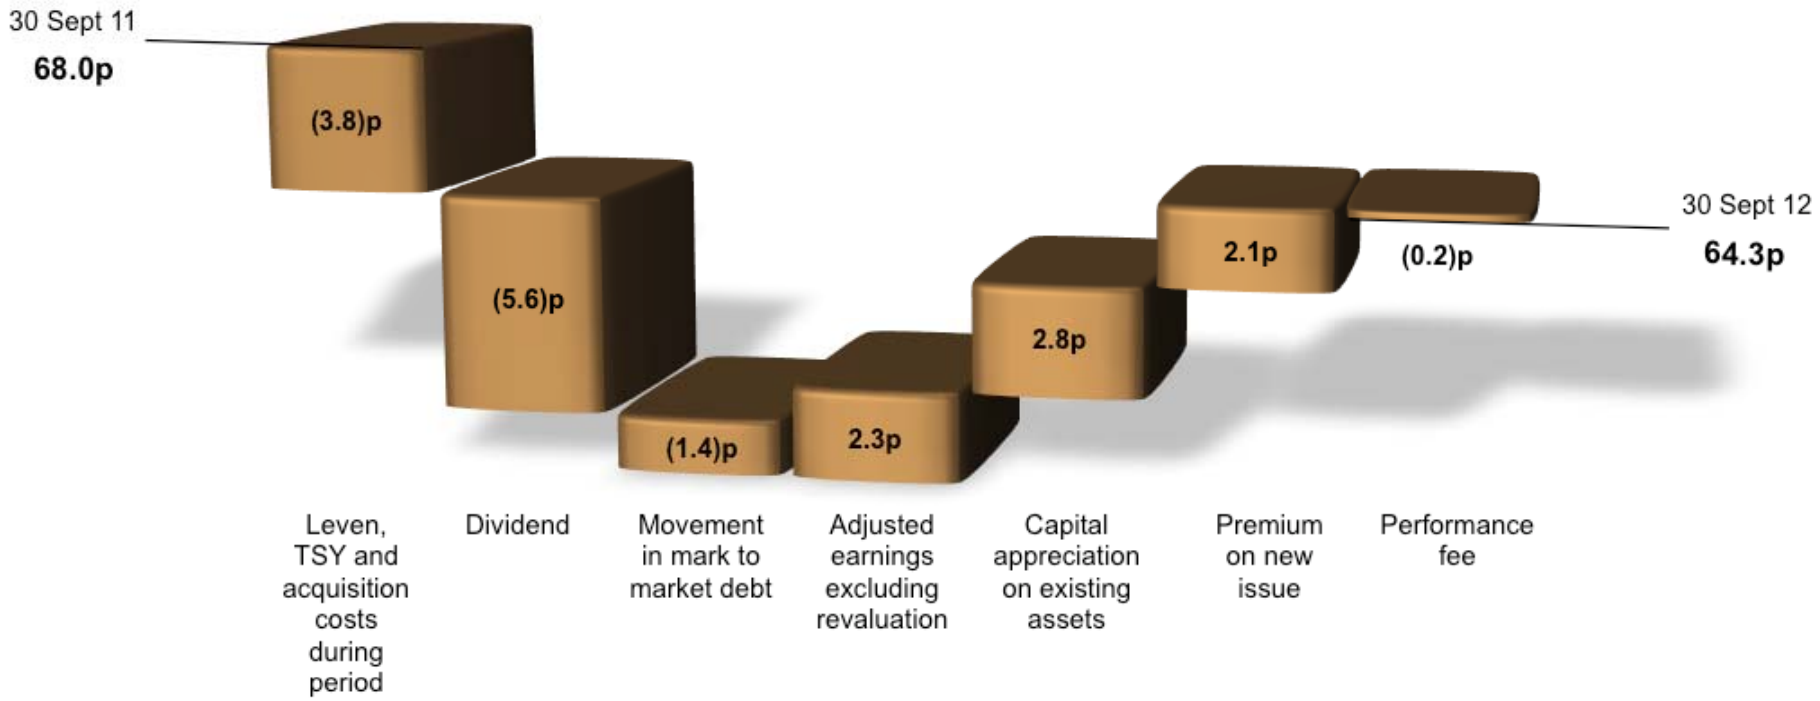 30 Sept 11
68.0p
(3.8)p
(5.6)p
(1.4)p
2.3p
2.8p
2.1p
(0.2)p
30 Sept 12
64.3p
Leven,
TSY and
acquisition
costs
during
period
Dividend
Movement
in mark to
market debt
Adjusted
earnings
excluding
revaluation
Capital
appreciation
on existing
assets
Premium
on new
issue
Performance
fee